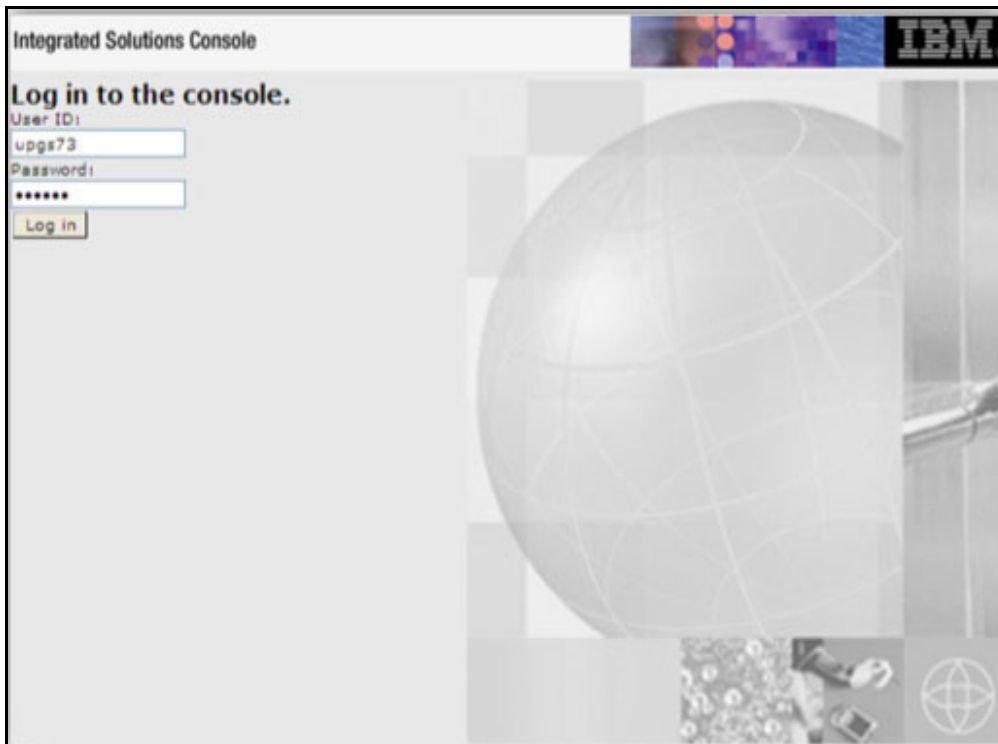 Integrated Solutions Console
IBM.
Log in to the console.
User ID:
upgs73
Password:
••••••
Log in